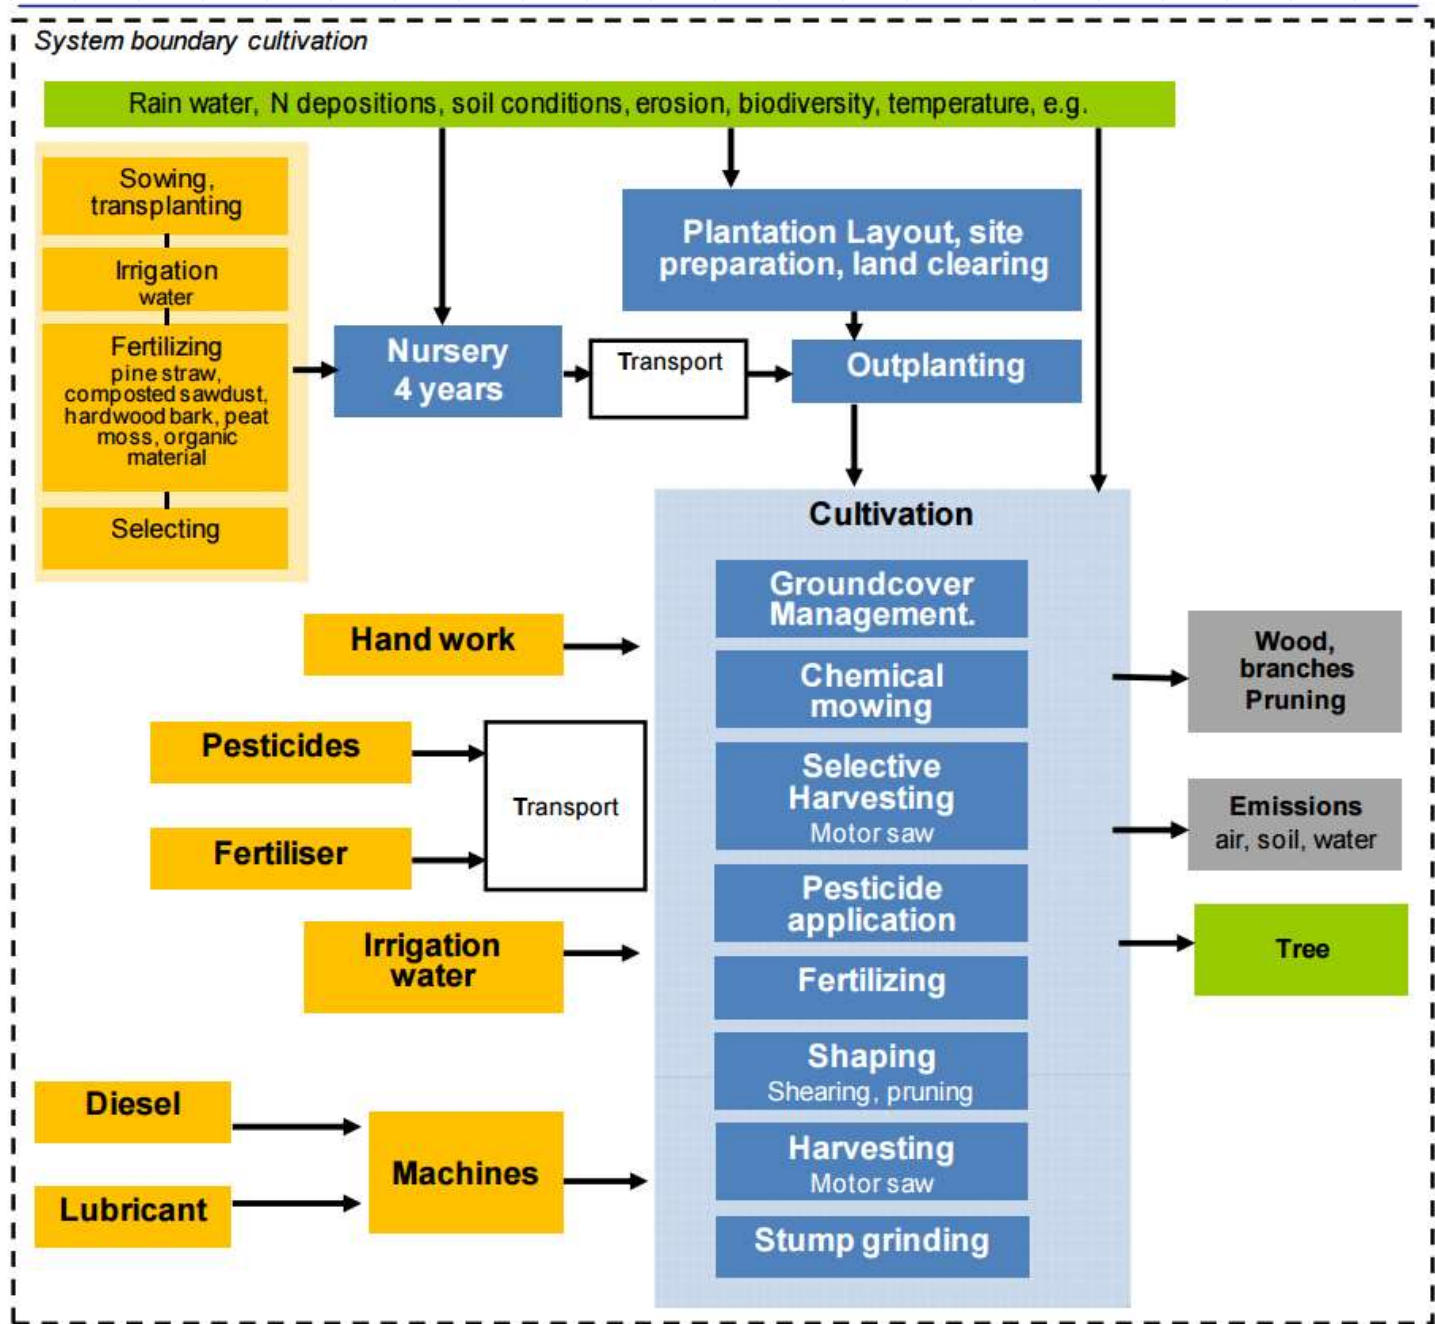 System boundary cultivation
Rain water, N depositions, soil conditions, erosion, biodiversity, temperature, e.g.
Sowing,
transplanting
Irrigation
water
Fertilizing
pine straw,
composted sawdust,
hardwood bark, peat
moss, organic
material
Selecting
Nursery
4 years
Transport
Plantation Layout, site
preparation, land clearing
Outplanting
Cultivation
Groundcover
Management.
Chemical
mowing
Selective
Harvesting
Motor saw
Pesticide
application
Fertilizing
Shaping
Shearing, pruning
Harvesting
Motor saw
Stump grinding
Hand work
Pesticides
Fertiliser
Transport
Irrigation
water
Diesel
Lubricant
Machines
Wood,
branches
Pruning
Emissions
air, soil, water
Tree